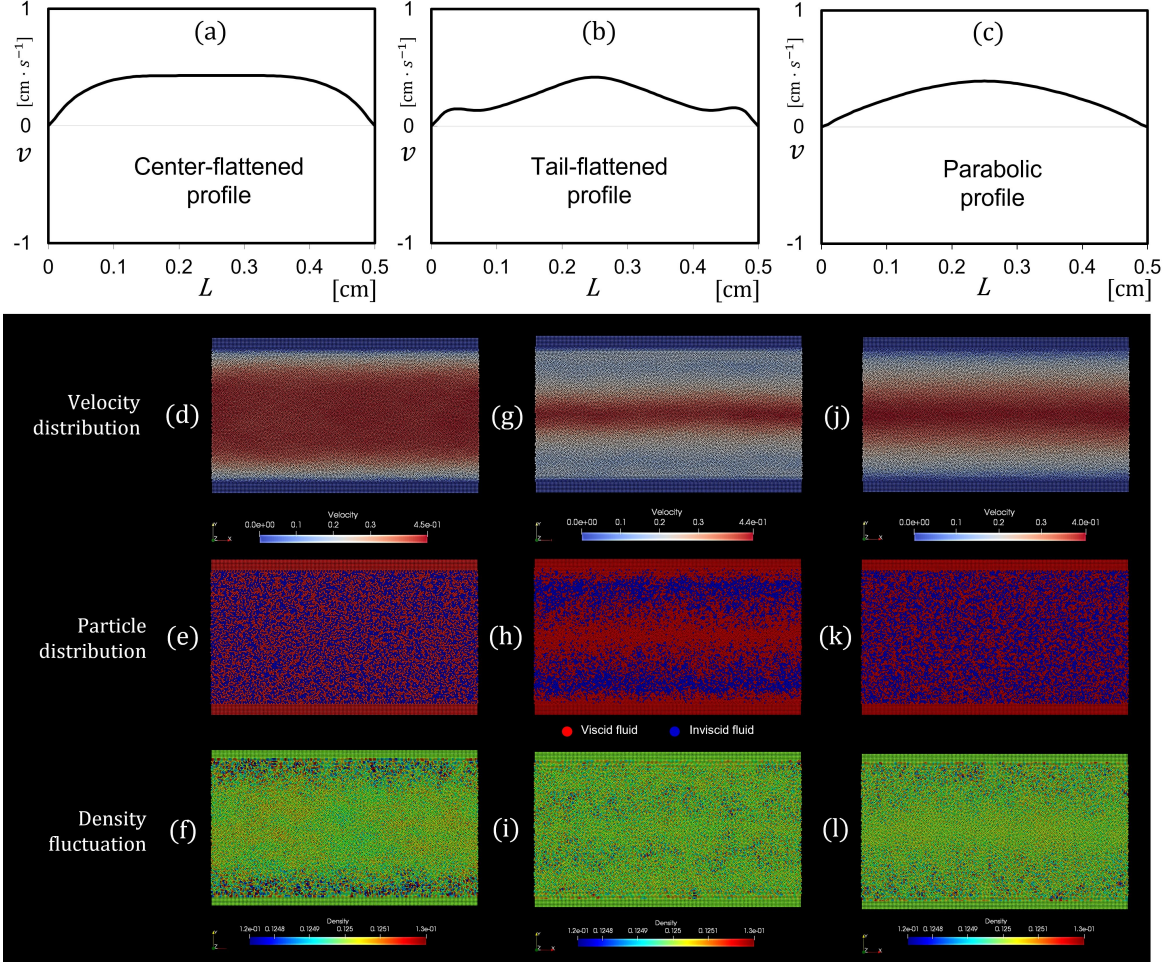 (a)
(b)
(c)
1
0
-1
v
[cm · s⁻¹]
Center-flattened
profile
0 0.1 0.2 0.3 0.4 0.5
L [cm]
1
0
-1
v
[cm · s⁻¹]
Tail-flattened
profile
0 0.1 0.2 0.3 0.4 0.5
L [cm]
1
0
-1
v
[cm · s⁻¹]
Parabolic
profile
0 0.1 0.2 0.3 0.4 0.5
L [cm]
Velocity
distribution
(d)
(g)
(j)
Velocity
0.0e+00 0.1 0.2 0.3 4.5e-01
Velocity
0.0e+00 0.1 0.2 0.3 4.4e-01
Velocity
0.0e+00 0.1 0.2 0.3 4.0e-01
Particle
distribution
(e)
(h)
(k)
Viscid fluid
Inviscid fluid
Density
fluctuation
(f)
(i)
(l)
Density
1.2e-01 0.1248 0.1249 0.125 0.1251 1.3e-01
Density
1.2e-01 0.1248 0.1249 0.125 0.1251 1.3e-01
Density
1.2e-01 0.1248 0.1249 0.125 0.1251 1.3e-01